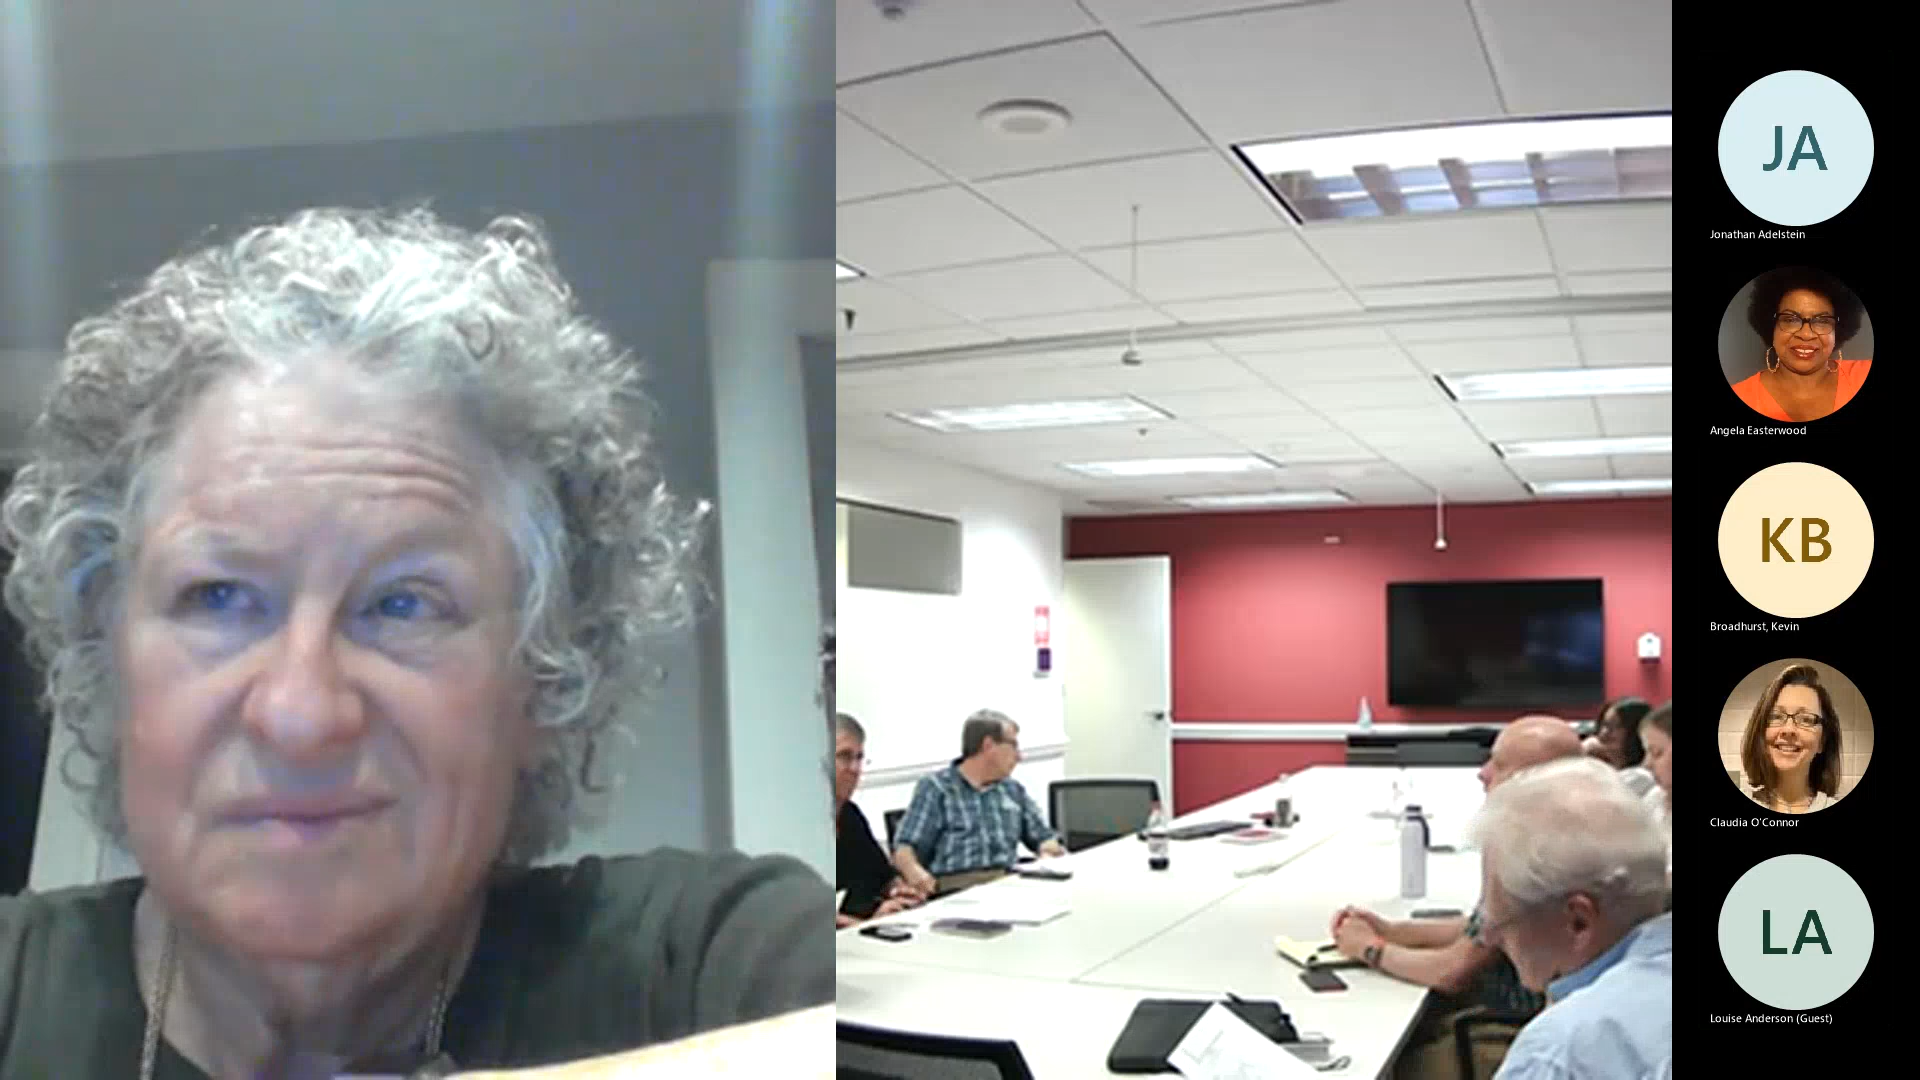 JA
Jonathan Adelstein
Angela Easterwood
KB
Broadhurst, Kevin
Claudia O'Connor
LA
Louise Anderson (Guest)